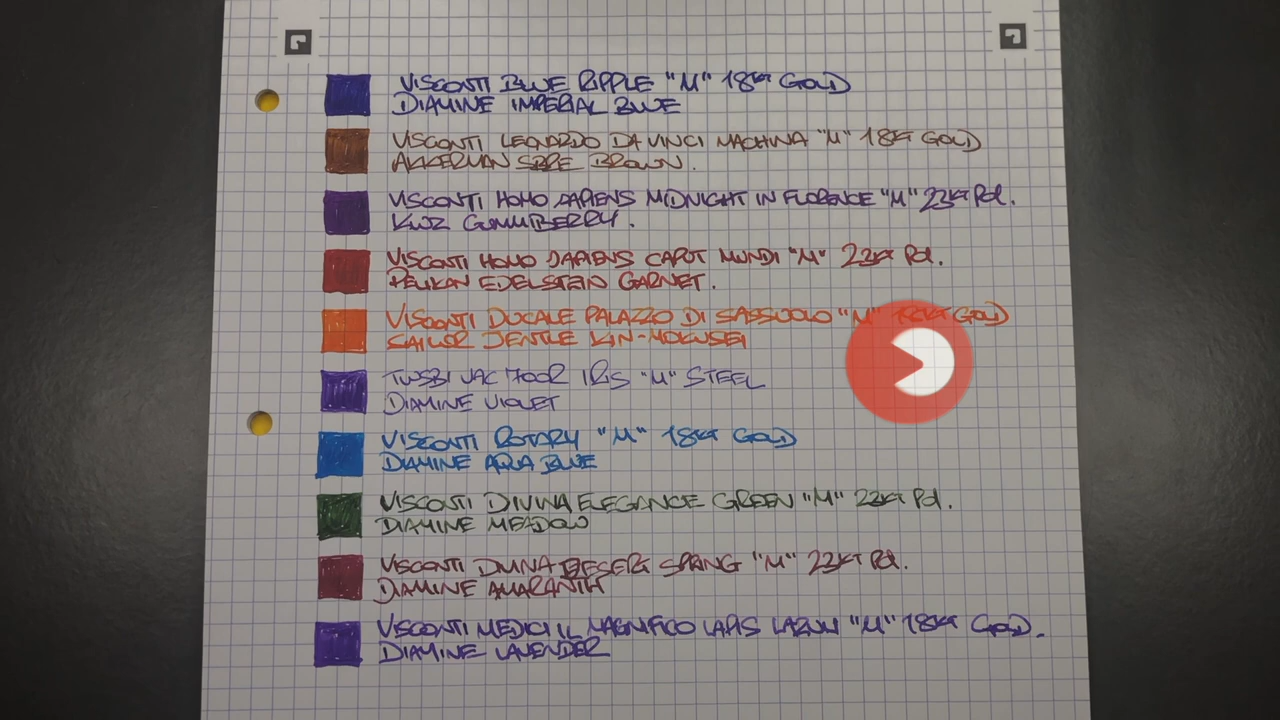 VISCONTI BLUE RIPPLE "M" 18KT GOLD
DIAMINE IMPERIAL BLUE
VISCONTI LEONARDO DA VINCI MACHINA "M" 18KT GOLD
AKKERMAN SBRE BROWN.
VISCONTI HOMO SAPIENS MIDNIGHT IN FLORENCE "M" 23KT Pd.
KWZ GUMMIBERRY.
VISCONTI HOMO SAPIENS CAPUT MUNDI "M" 23KT Pd.
PELIKAN EDELSTEIN GARNET.
VISCONTI DUCALE PALAZZO DI SASSUOLO "M" 18KT GOLD
SAILOR JENTLE KIN-MOKUSEI
TWSBI VAC 700R IRIS "M" STEEL
DIAMINE VIOLET
VISCONTI ROTARY "M" 18KT GOLD
DIAMINE AQUA BLUE
VISCONTI DIVINA ELEGANCE GREEN "M" 23KT Pd.
DIAMINE MEADOW
VISCONTI DIVINA DESERT SPRING "M" 23KT Pd.
DIAMINE AMARANTH
VISCONTI MEDICI IL MAGNIFICO LAPIS LAZULI "M" 18KT GOLD.
DIAMINE LAVENDER